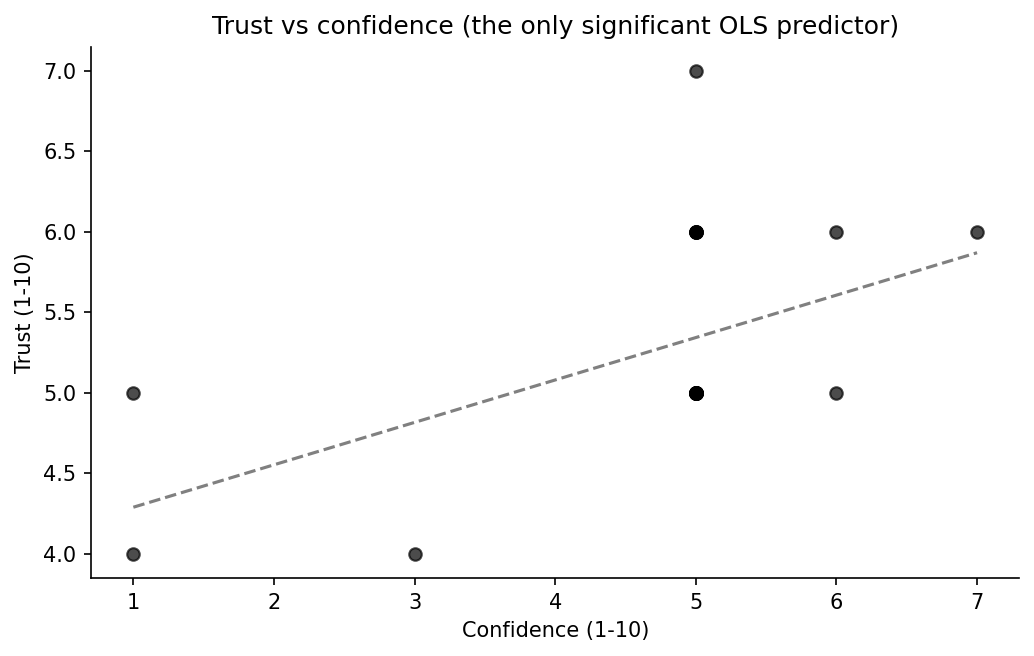 Trust vs confidence (the only significant OLS predictor)
7.0
6.5
6.0
5.5
5.0
4.5
4.0
Trust (1-10)
1 2 3 4 5 6 7
Confidence (1-10)